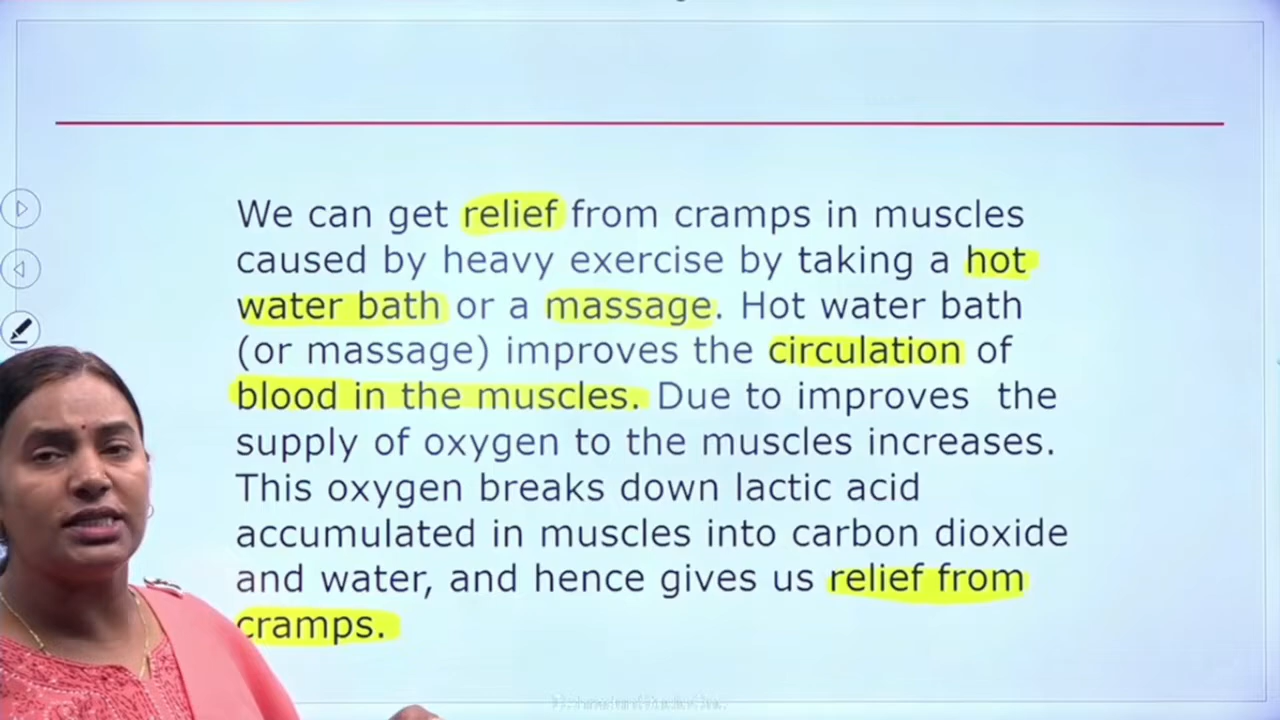 We can get relief from cramps in muscles
caused by heavy exercise by taking a hot
water bath or a massage. Hot water bath
(or massage) improves the circulation of
blood in the muscles. Due to improves the
supply of oxygen to the muscles increases.
This oxygen breaks down lactic acid
accumulated in muscles into carbon dioxide
and water, and hence gives us relief from
cramps.